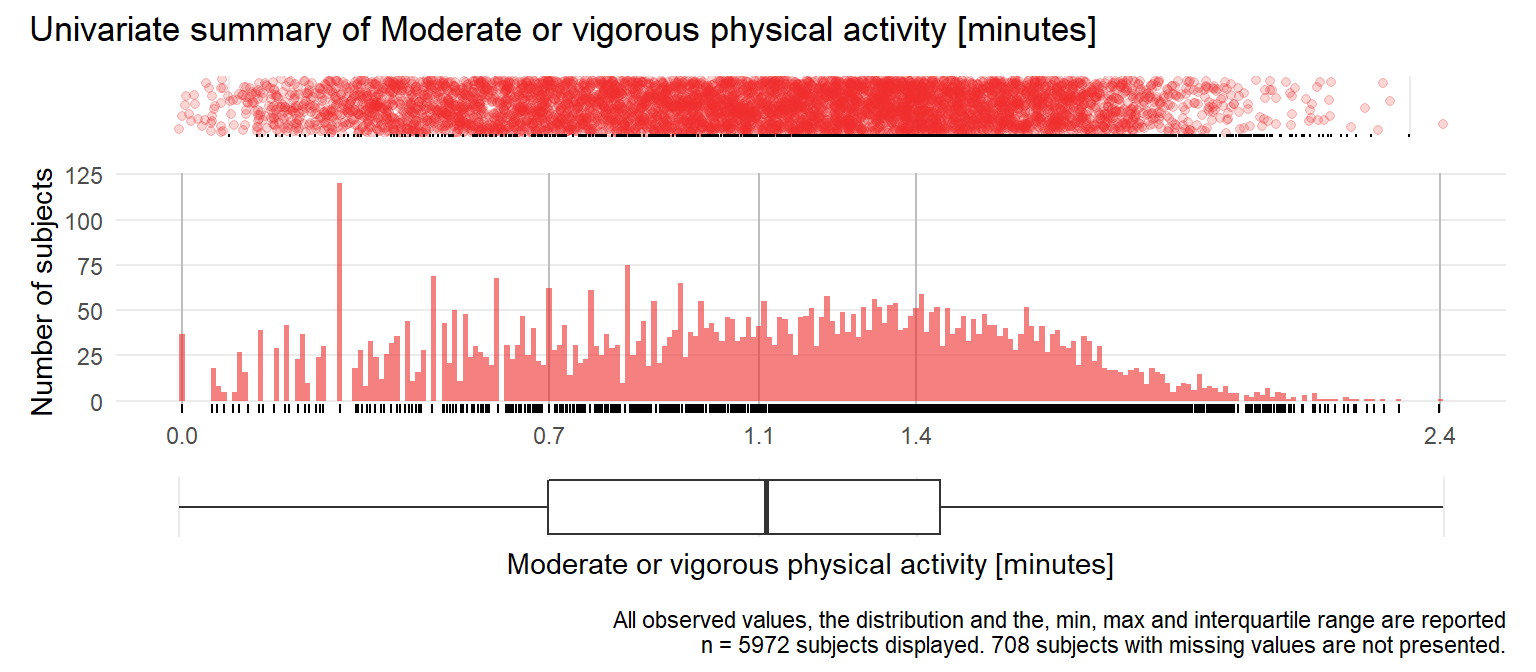 Univariate summary of Moderate or vigorous physical activity [minutes]
Number of subjects
125
100
75
50
25
0
0.0 0.7 1.1 1.4 2.4
Moderate or vigorous physical activity [minutes]
All observed values, the distribution and the, min, max and interquartile range are reported
n = 5972 subjects displayed. 708 subjects with missing values are not presented.